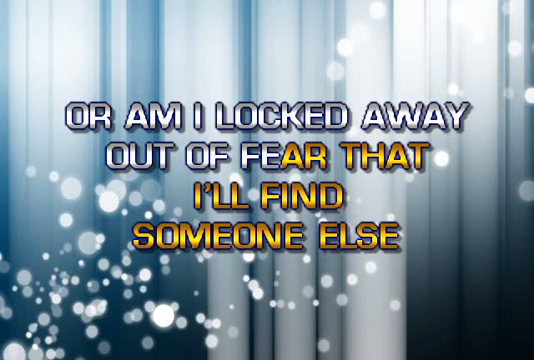 OR AM I LOCKED AWAY
OUT OF FEAR THAT
I'LL FIND
SOMEONE ELSE